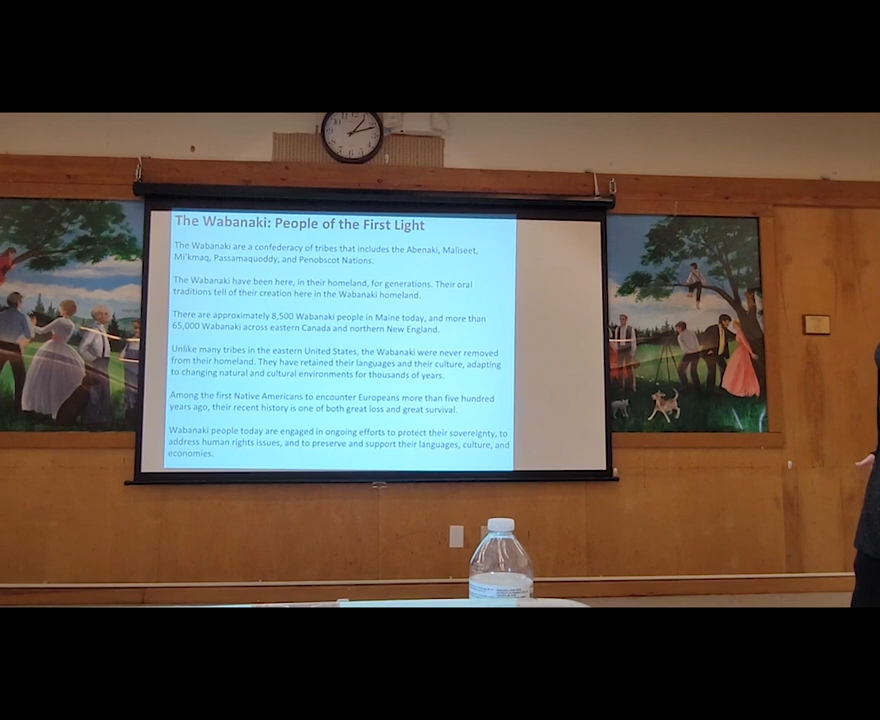 The Wabanaki: People of the First Light
The Wabanaki are a confederacy of tribes that includes the Abenaki, Maliseet,
Mi'kmaq, Passamaquoddy, and Penobscot Nations.
The Wabanaki have been here, in their homeland, for generations. Their oral
traditions tell of their creation here in the Wabanaki homeland.
There are approximately 8,500 Wabanaki people in Maine today, and more than
65,000 Wabanaki across eastern Canada and northern New England.
Unlike many tribes in the eastern United States, the Wabanaki were never removed
from their homeland. They have retained their languages and their culture, adapting
to changing natural and cultural environments for thousands of years.
Among the first Native Americans to encounter Europeans more than five hundred
years ago, their recent history is one of both great loss and great survival.
Wabanaki people today are engaged in ongoing efforts to protect their sovereignty, to
address human rights issues, and to preserve and support their languages, culture, and
economies.